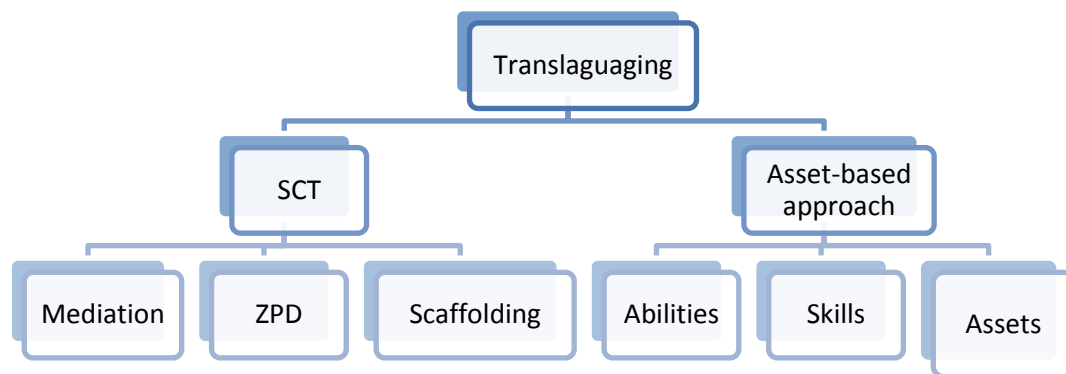 Translaguaging
SCT
Asset-based
approach
Mediation
ZPD
Scaffolding
Abilities
Skills
Assets